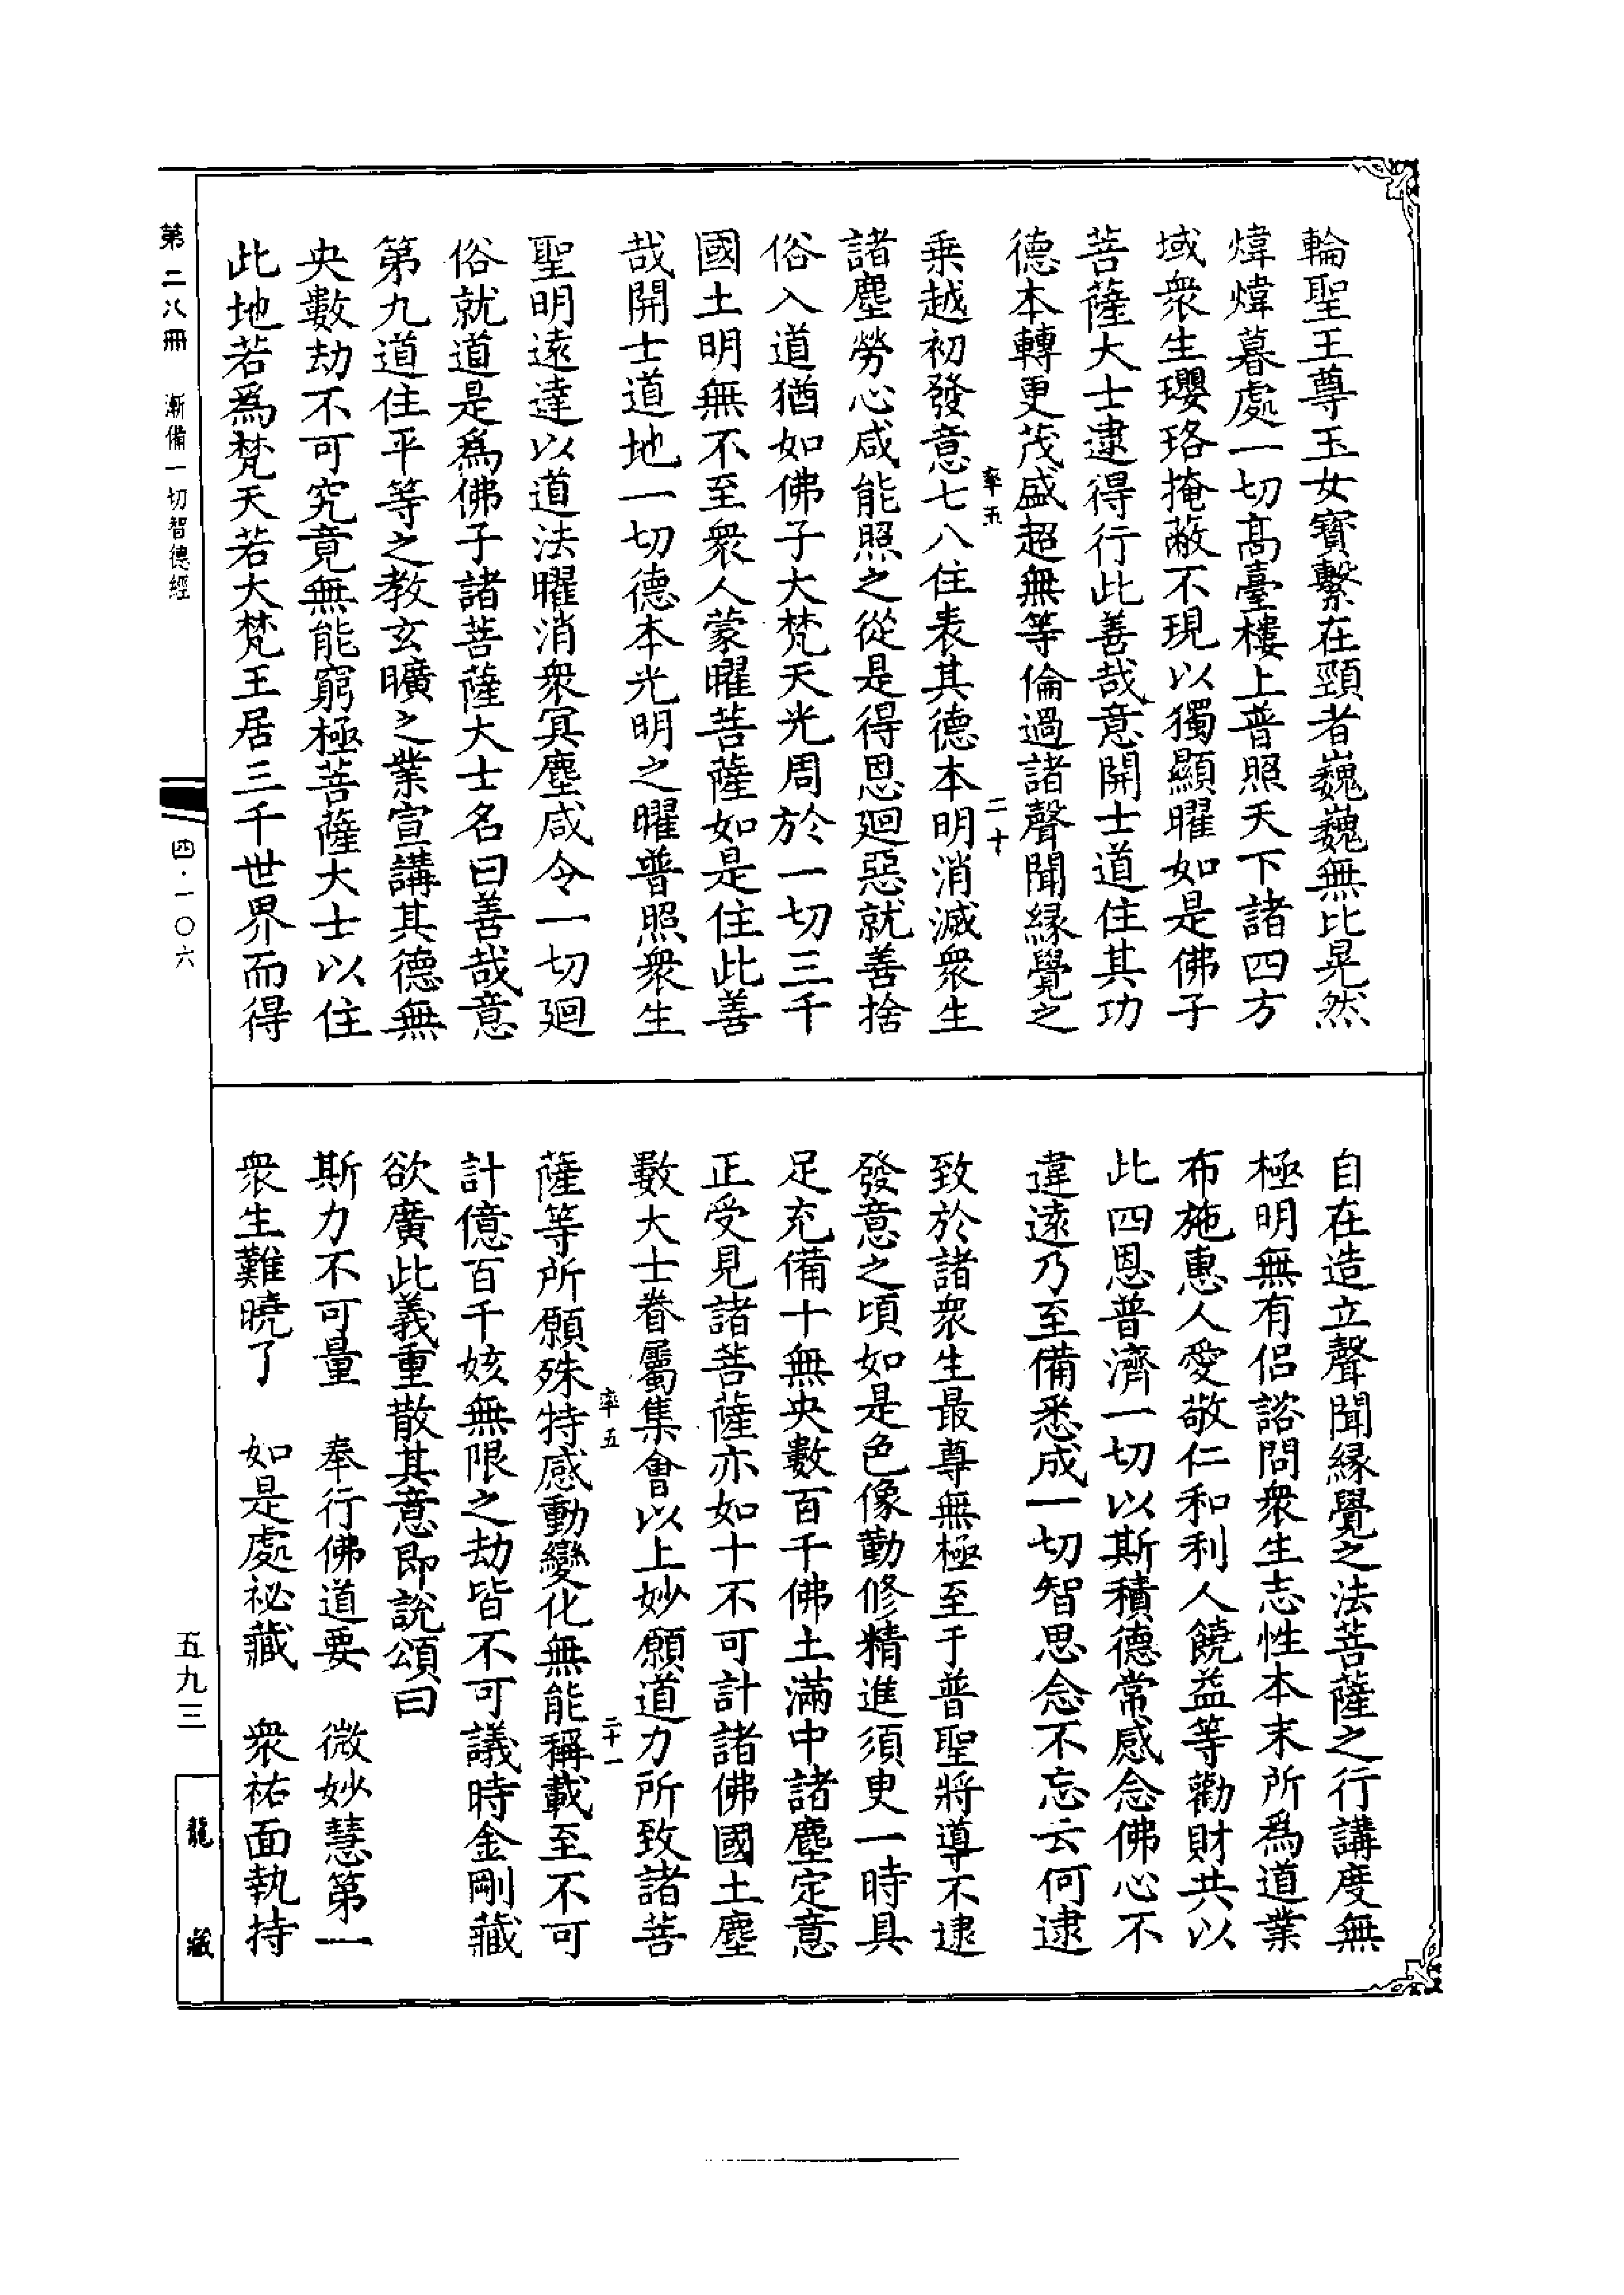 輪聖王尊玉女寶繫在頸者巍巍無比晃然
煒煒暮處一切高臺樓上普照天下諸四方
域衆生瓔珞掩蔽不現以獨顯曜如是佛子
菩薩大士逮得行此善哉意開士道住其功
德本轉更茂盛超無等倫過諸聲聞緣覺之
率五 二十
乘越初發意七八住表其德本明消滅衆生
諸塵勞心咸能照之從是得恩迴惡就善捨
俗入道猶如佛子大梵天光周於一切三千
國土明無不至衆人蒙曜菩薩如是住此善
哉開士道地一切德本光明之曜普照衆生
聖明遠達以道法曜消衆冥塵咸令一切迴
俗就道是爲佛子諸菩薩大士名曰善哉意
第九道住平等之教玄曠之業宣講其德無
央數劫不可究竟無能窮極菩薩大士以住
此地若爲梵天若大梵王居三千世界而得
自在造立聲聞緣覺之法菩薩之行講度無
極明無有侶諮問衆生志性本末所爲道業
布施惠人愛敬仁和利人饒益等勸財共以
此四恩普濟一切以斯積德常感念佛心不
違遠乃至備悉成一切智思念不忘云何逮
致於諸衆生最尊無極至于普聖將導不逮
發意之頃如是色像勤修精進須臾一時具
足充備十無央數百千佛土滿中諸塵定意
正受見諸菩薩亦如十不可計諸佛國土塵
數大士眷屬集會以上妙願道力所致諸菩
率五 二十一
薩等所願殊特感動變化無能稱載至不可
計億百千姟無限之劫皆不可議時金剛藏
欲廣此義重散其意即說頌曰
斯力不可量 奉行佛道要 微妙慧第一
衆生難曉了 如是處祕藏 衆祐面執持
第二八冊 漸備一切智德經 四·一〇六
五九三 龍藏